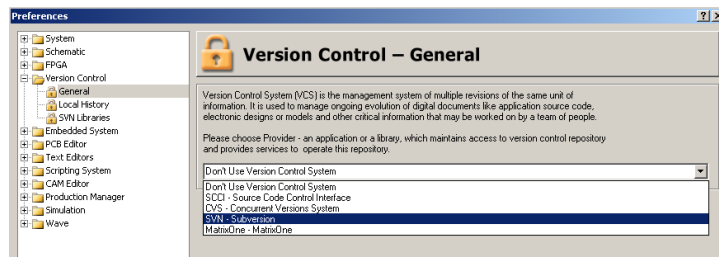 Preferences
System
Schematic
FPGA
Version Control
General
Local History
SVN Libraries
Embedded System
PCB Editor
Text Editors
Scripting System
CAM Editor
Production Manager
Simulation
Wave
Version Control – General
Version Control System (VCS) is the management system of multiple revisions of the same unit of
information. It is used to manage ongoing evolution of digital documents like application source code,
electronic designs or models and other critical information that may be worked on by a team of people.
Please choose Provider - an application or a library, which maintains access to version control repository
and provides services to operate this repository.
Don't Use Version Control System
Don't Use Version Control System
SCCI - Source Code Control Interface
CVS - Concurrent Versions System
SVN - Subversion
MatrixOne - MatrixOne